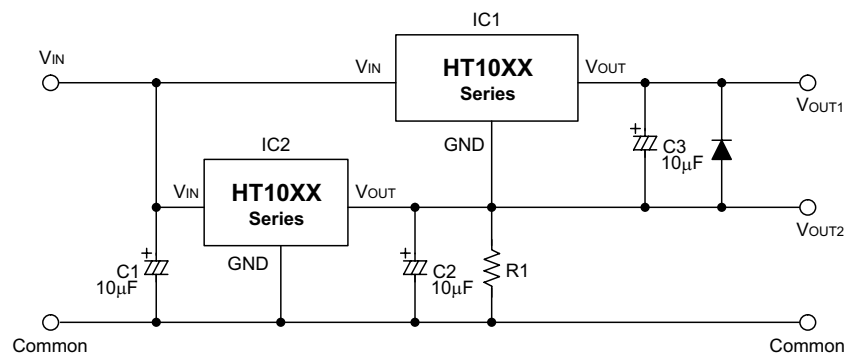 IC1
VIN
VIN
HT10XX
Series
VOUT
VOUT1
GND
C3
10μF
IC2
VIN
HT10XX
Series
VOUT
VOUT2
GND
C1
10μF
C2
10μF
R1
Common
Common